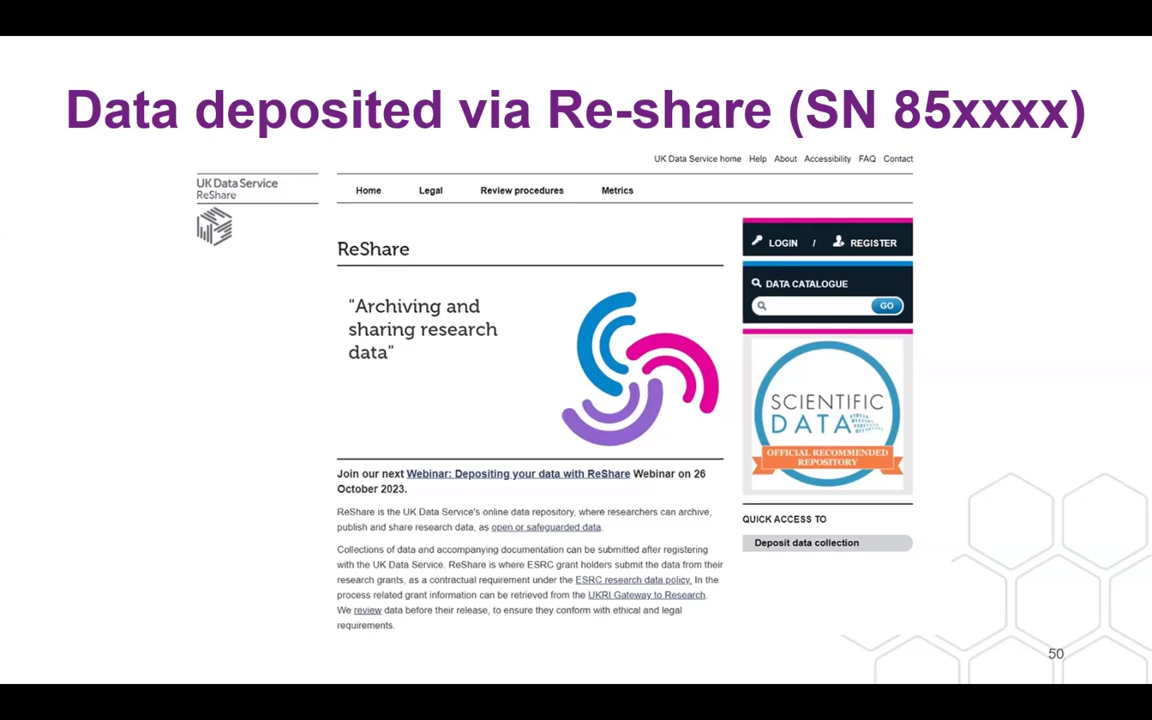 Data deposited via Re-share (SN 85xxxx)
UK Data Service home Help About Accessibility FAQ Contact
UK Data Service
ReShare
Home Legal Review procedures Metrics
ReShare
"Archiving and
sharing research
data"
LOGIN / REGISTER
DATA CATALOGUE
GO
SCIENTIFIC
DATA
OFFICIAL RECOMMENDED
REPOSITORY
Join our next Webinar: Depositing your data with ReShare Webinar on 26
October 2023.
ReShare is the UK Data Service's online data repository, where researchers can archive,
publish and share research data, as open or safeguarded data.
Collections of data and accompanying documentation can be submitted after registering
with the UK Data Service. ReShare is where ESRC grant holders submit the data from their
research grants, as a contractual requirement under the ESRC research data policy. In the
process related grant information can be retrieved from the UKRI Gateway to Research.
We review data before their release, to ensure they conform with ethical and legal
requirements.
QUICK ACCESS TO
Deposit data collection
50